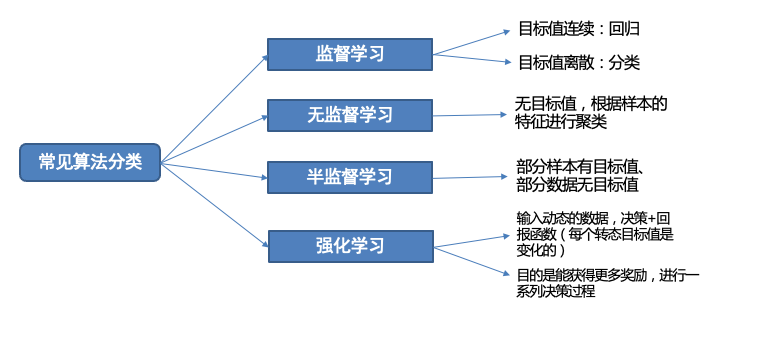 常见算法分类
监督学习
目标值连续：回归
目标值离散：分类
无监督学习
无目标值，根据样本的
特征进行聚类
半监督学习
部分样本有目标值、
部分数据无目标值
强化学习
输入动态的数据，决策+回
报函数（每个转态目标值是
变化的）
目的是能获得更多奖励，进行一
系列决策过程